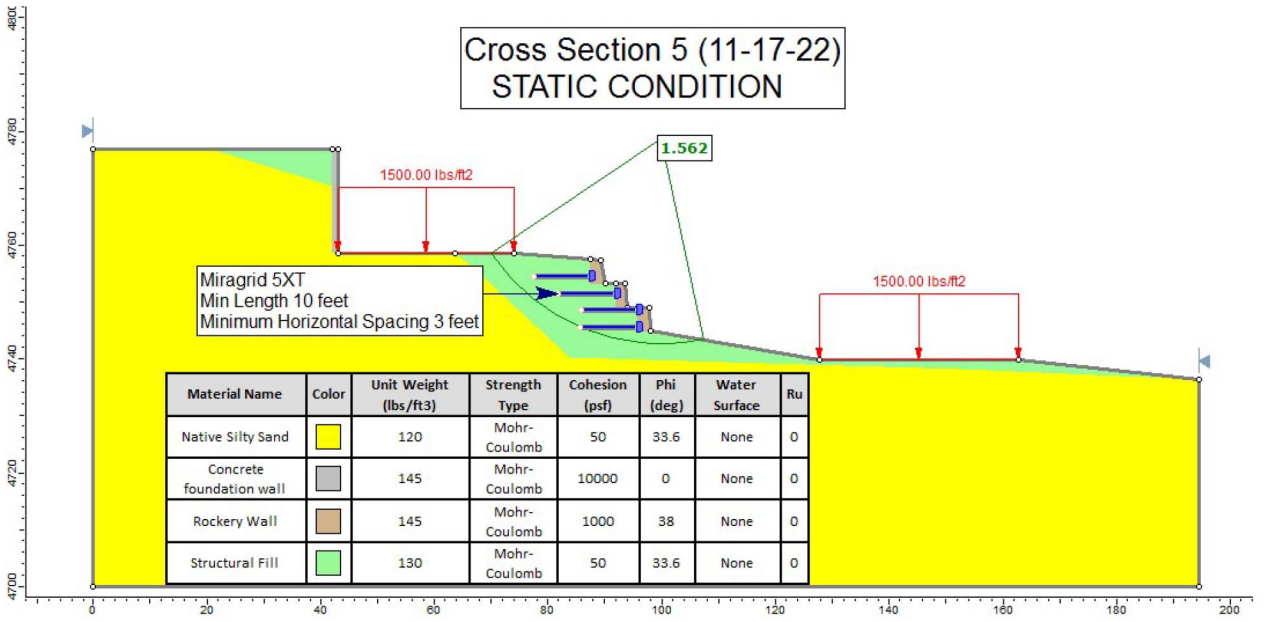 Cross Section 5 (11-17-22)
STATIC CONDITION
1.562
1500.00 lbs/ft2
Miragrid 5XT
Min Length 10 feet
Minimum Horizontal Spacing 3 feet
1500.00 lbs/ft2
Material Name Color Unit Weight (lbs/ft3) Strength Type Cohesion (psf) Phi (deg) Water Surface Ru
Native Silty Sand 120 Mohr-Coulomb 50 33.6 None 0
Concrete foundation wall 145 Mohr-Coulomb 10000 0 None 0
Rockery Wall 145 Mohr-Coulomb 1000 38 None 0
Structural Fill 130 Mohr-Coulomb 50 33.6 None 0
4800
4780
4760
4740
4720
4700
0 20 40 60 80 100 120 140 160 180 200